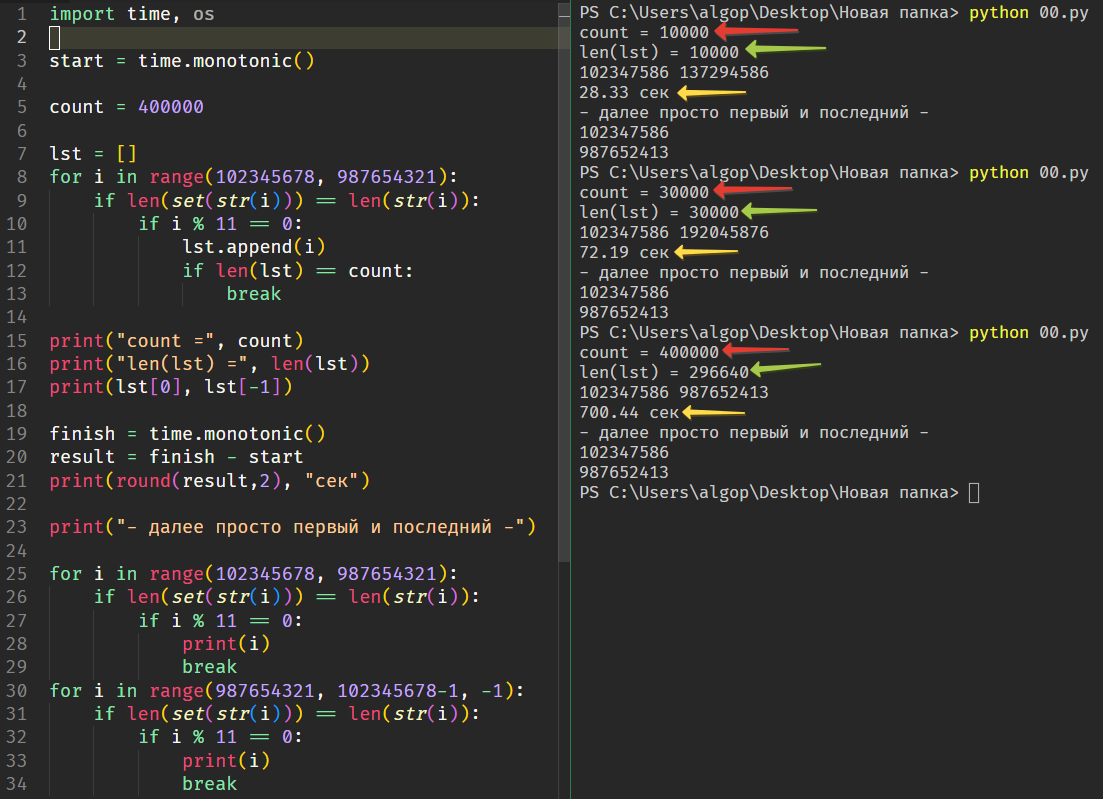 1 import time, os
2
3 start = time.monotonic()
4
5 count = 400000
6
7 lst = []
8 for i in range(102345678, 987654321):
9 if len(set(str(i))) == len(str(i)):
10 if i % 11 == 0:
11 lst.append(i)
12 if len(lst) == count:
13 break
14
15 print("count =", count)
16 print("len(lst) =", len(lst))
17 print(lst[0], lst[-1])
18
19 finish = time.monotonic()
20 result = finish - start
21 print(round(result,2), "сек")
22
23 print("- далее просто первый и последний -")
24
25 for i in range(102345678, 987654321):
26 if len(set(str(i))) == len(str(i)):
27 if i % 11 == 0:
28 print(i)
29 break
30 for i in range(987654321, 102345678-1, -1):
31 if len(set(str(i))) == len(str(i)):
32 if i % 11 == 0:
33 print(i)
34 break
PS C:\Users\algop\Desktop\Новая папка> python 00.py
count = 10000
len(lst) = 10000
102347586 137294586
28.33 сек
- далее просто первый и последний -
102347586
987652413
PS C:\Users\algop\Desktop\Новая папка> python 00.py
count = 30000
len(lst) = 30000
102347586 192045876
72.19 сек
- далее просто первый и последний -
102347586
987652413
PS C:\Users\algop\Desktop\Новая папка> python 00.py
count = 400000
len(lst) = 296640
102347586 987652413
700.44 сек
- далее просто первый и последний -
102347586
987652413
PS C:\Users\algop\Desktop\Новая папка>